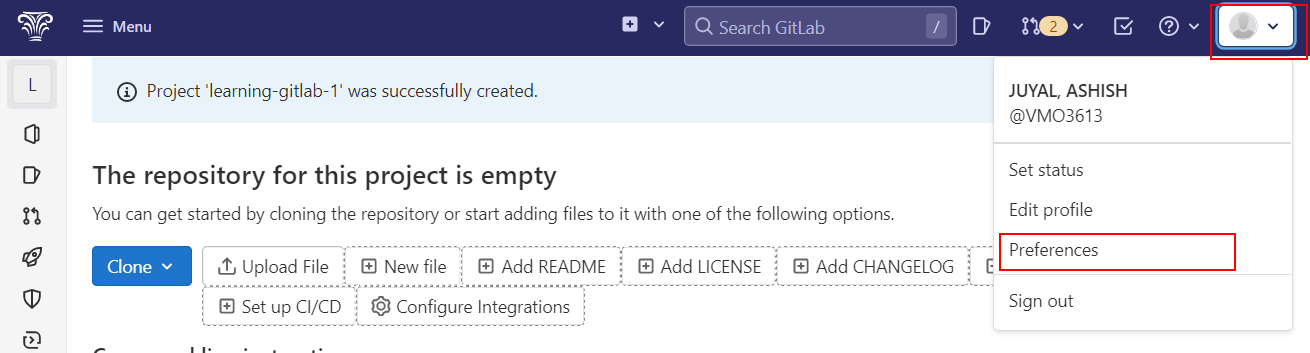 Menu
Search GitLab
/
2
L
Project 'learning-gitlab-1' was successfully created.
JUYAL, ASHISH
@VMO3613
Set status
Edit profile
Preferences
Sign out
The repository for this project is empty
You can get started by cloning the repository or start adding files to it with one of the following options.
Clone
Upload File
New file
Add README
Add LICENSE
Add CHANGELOG
Set up CI/CD
Configure Integrations